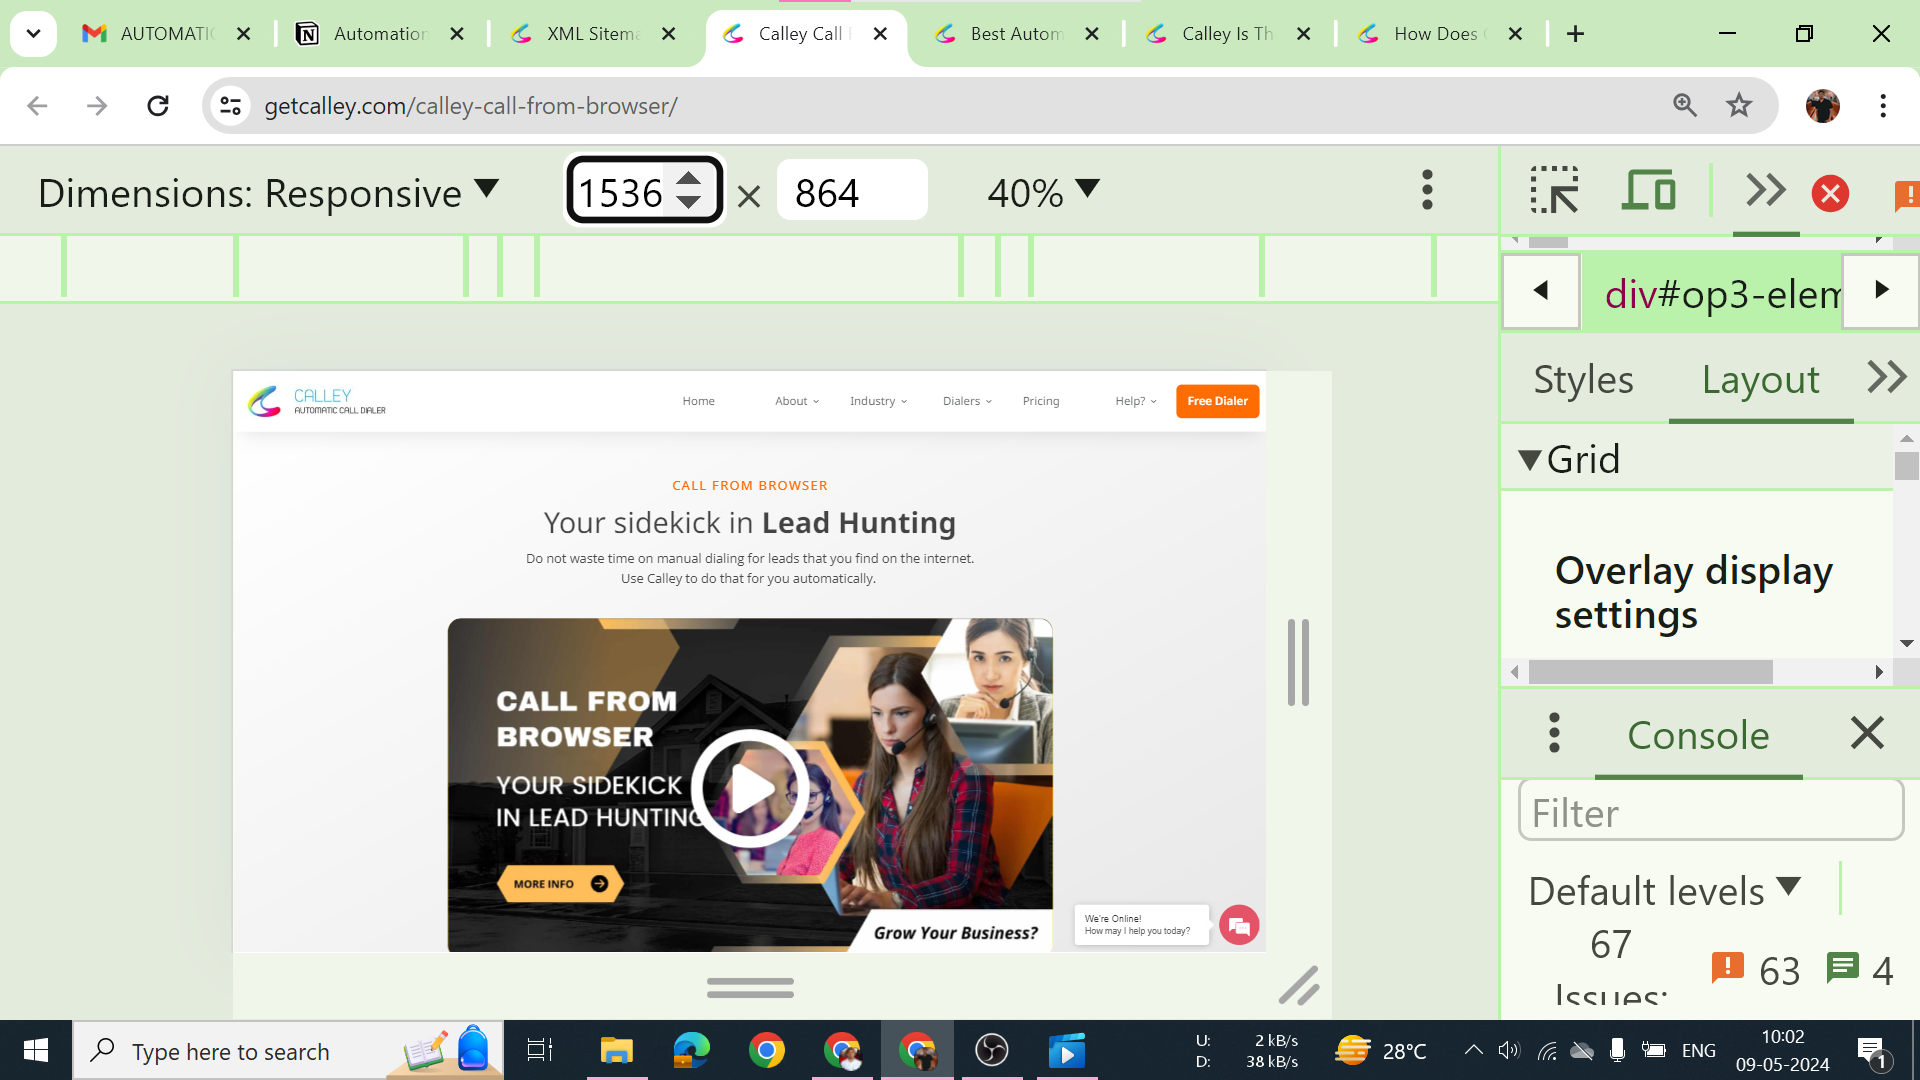 AUTOMATIC
Automation
XML Sitema
Calley Call F
Best Autom
Calley Is Th
How Does C
getcalley.com/calley-call-from-browser/
Dimensions: Responsive
1536
×
864
40%
div#op3-elem
Styles
Layout
Grid
Overlay display
settings
CALLEY
AUTOMATIC CALL DIALER
Home
About
Industry
Dialers
Pricing
Help?
Free Dialer
CALL FROM BROWSER
Your sidekick in Lead Hunting
Do not waste time on manual dialing for leads that you find on the internet.
Use Calley to do that for you automatically.
CALL FROM
BROWSER
YOUR SIDEKICK
IN LEAD HUNTING
MORE INFO
Grow Your Business?
We're Online!
How may I help you today?
Console
Filter
Default levels
67
Issues:
63
4
Type here to search
U:
2 kB/s
D:
38 kB/s
28°C
ENG
10:02
09-05-2024
1